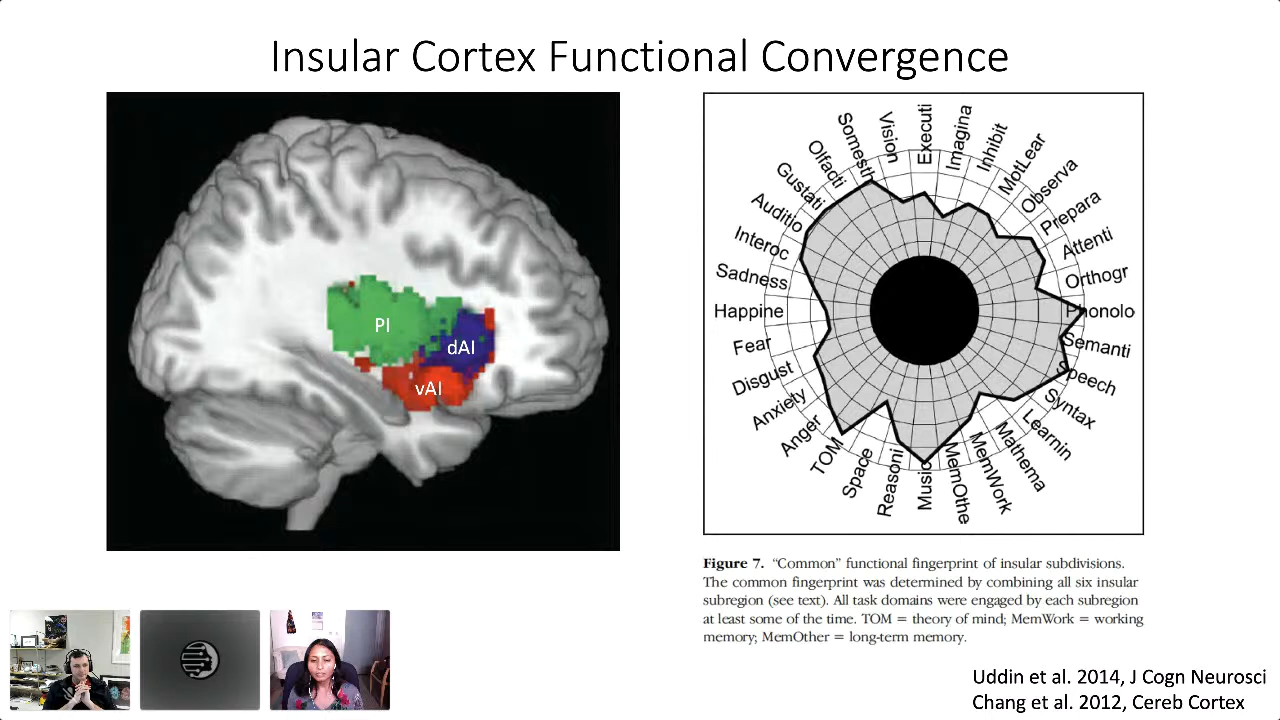 Insular Cortex Functional Convergence
PI
dAI
vAI
Executi
Imagina
Inhibit
MotLear
Observa
Prepara
Attenti
Orthogr
Phonolo
Semanti
Speech
Syntax
Learnin
Mathema
MemWork
MemOthe
Music
Reasoni
Space
TOM
Anger
Anxiety
Disgust
Fear
Happine
Sadness
Interoc
Auditio
Gustati
Olfacti
Somesth
Vision
Figure 7. “Common” functional fingerprint of insular subdivisions.
The common fingerprint was determined by combining all six insular
subregion (see text). All task domains were engaged by each subregion
at least some of the time. TOM = theory of mind; MemWork = working
memory; MemOther = long-term memory.
Uddin et al. 2014, J Cogn Neurosci
Chang et al. 2012, Cereb Cortex